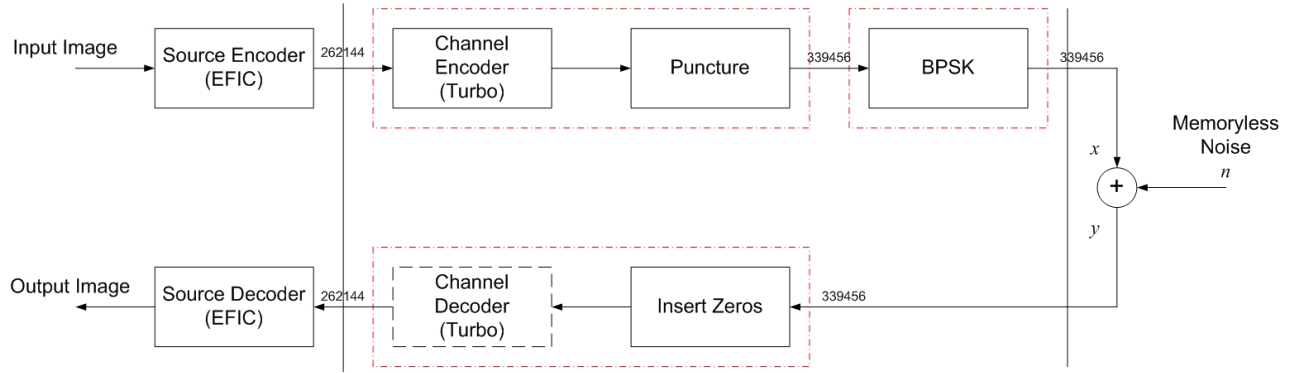 Input Image
Source Encoder
(EFIC)
262144
Channel
Encoder
(Turbo)
Puncture
339456
BPSK
339456
Memoryless
Noise
n
x
+
y
Output Image
Source Decoder
(EFIC)
262144
Channel
Decoder
(Turbo)
Insert Zeros
339456